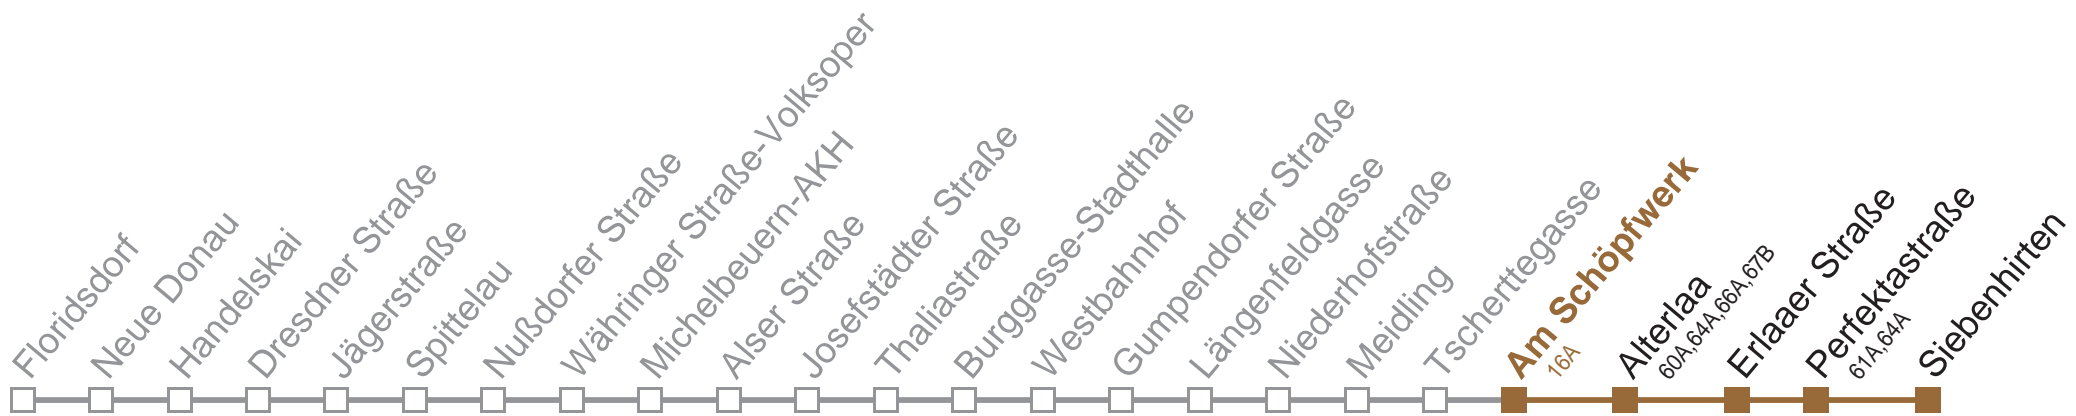 Floridsdorf
Neue Donau
Handelskai
Dresdner Straße
Jägerstraße
Spittelau
Nußdorfer Straße
Währinger Straße-Volksoper
Michelbeuern-AKH
Alser Straße
Josefstädter Straße
Thaliastraße
Burggasse-Stadthalle
Westbahnhof
Gumpendorfer Straße
Längenfeldgasse
Niederhofstraße
Meidling
Tscherttegasse
Am Schöpfwerk
16A
Alterlaa
60A,64A,66A,67B
Erlaaer Straße
Perfektastraße
61A,64A
Siebenhirten